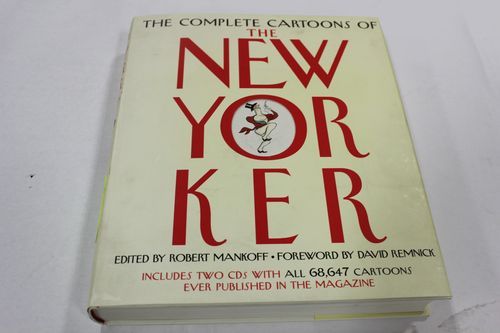 THE COMPLETE CARTOONS OF
THE
NEW
YOR
KER
EDITED BY ROBERT MANKOFF • FOREWORD BY DAVID REMNICK
INCLUDES TWO CDS WITH ALL 68,647 CARTOONS
EVER PUBLISHED IN THE MAGAZINE